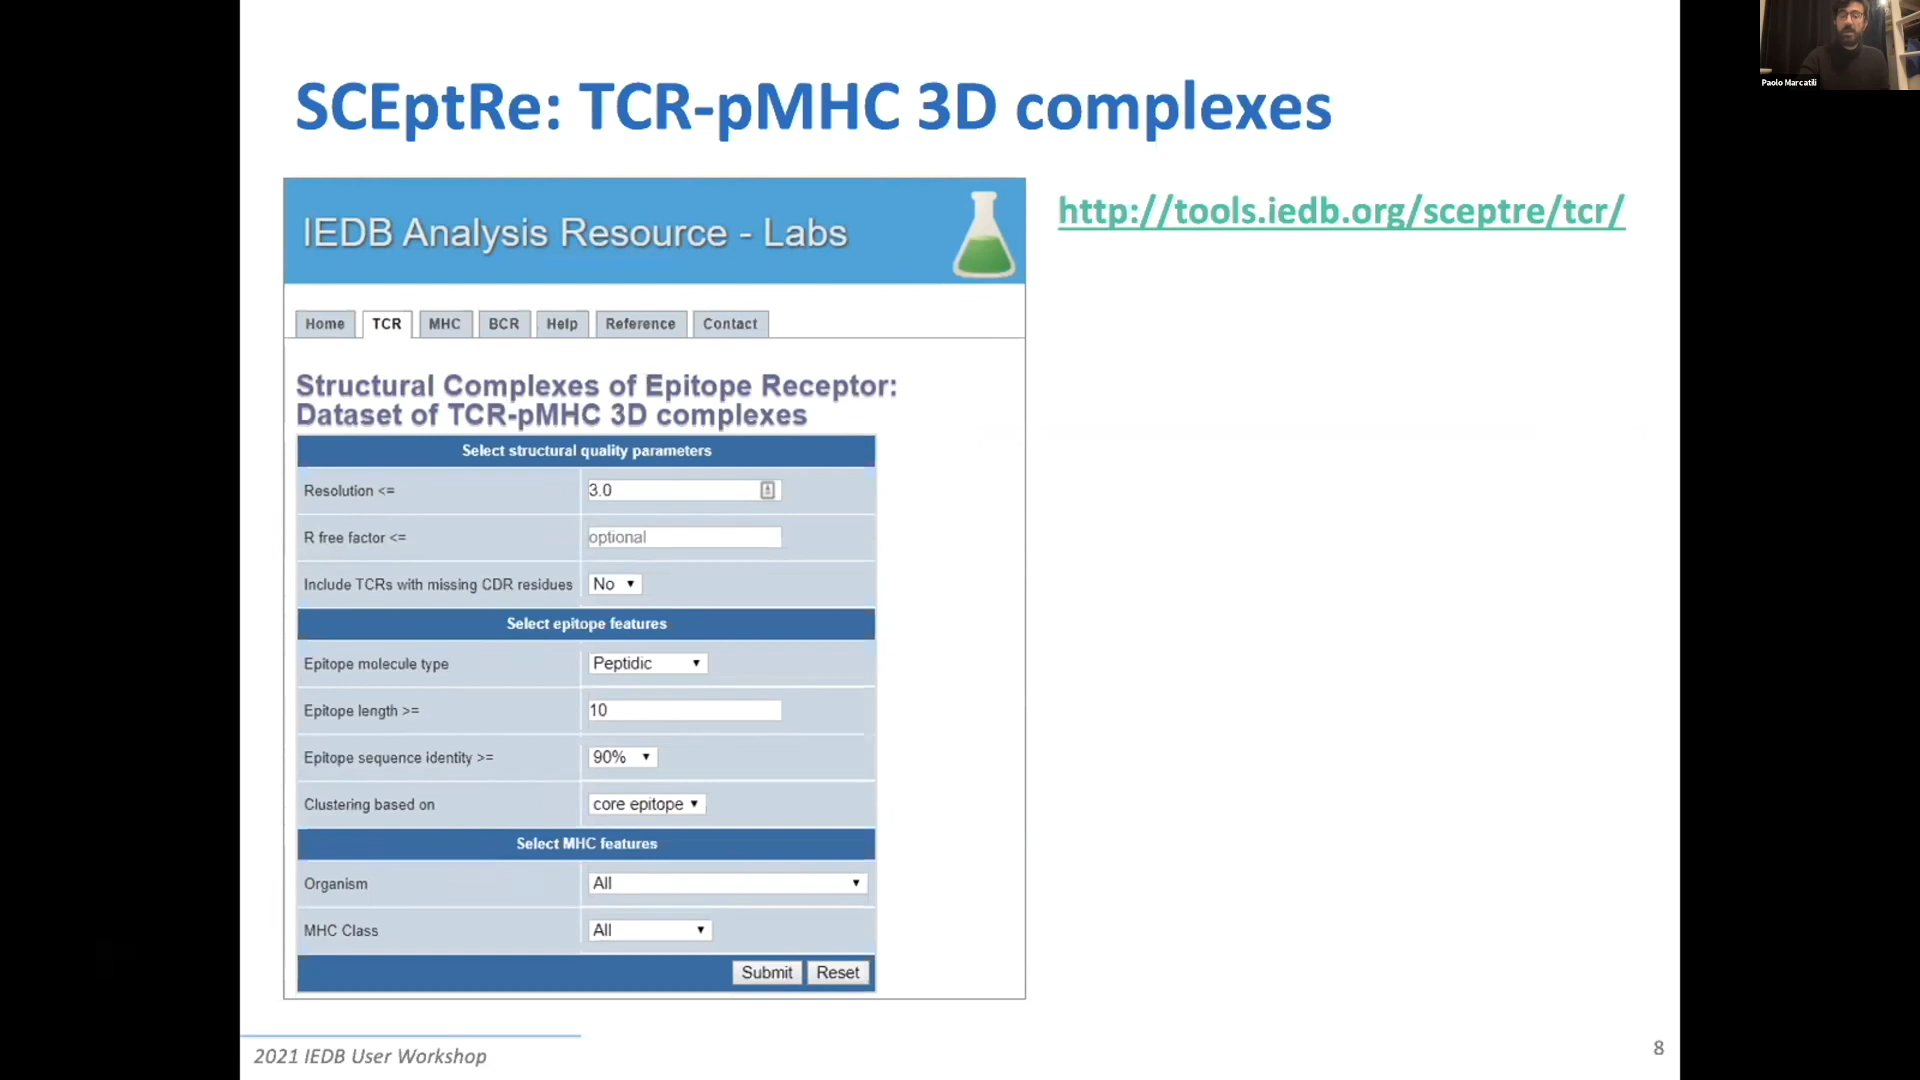 SCEptRe: TCR-pMHC 3D complexes
Paolo Marcatili
IEDB Analysis Resource - Labs
http://tools.iedb.org/sceptre/tcr/
Home TCR MHC BCR Help Reference Contact
Structural Complexes of Epitope Receptor:
Dataset of TCR-pMHC 3D complexes
Select structural quality parameters
Resolution <= 3.0
R free factor <= optional
Include TCRs with missing CDR residues No
Select epitope features
Epitope molecule type Peptidic
Epitope length >= 10
Epitope sequence identity >= 90%
Clustering based on core epitope
Select MHC features
Organism All
MHC Class All
Submit Reset
2021 IEDB User Workshop
8